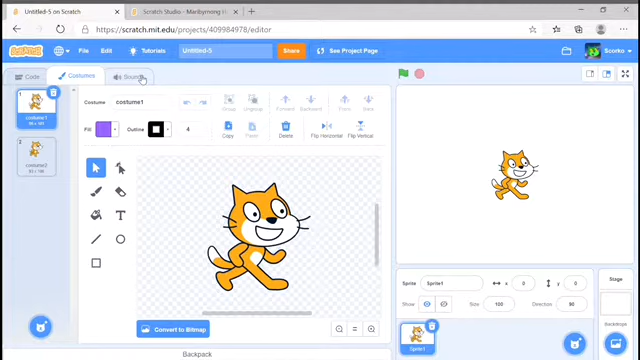 Untitled-5 on Scratch
Scratch Studio - Maribyrnong H
https://scratch.mit.edu/projects/409984978/editor
SCRATCH
File
Edit
Tutorials
Untitled-5
Share
See Project Page
Scorko
Code
Costumes
Sounds
1
costume1
2
costume2
Costume
costume1
Group
Ungroup
Forward
Backward
Front
Back
Fill
Outline
4
Copy
Paste
Delete
Flip Horizontal
Flip Vertical
T
Convert to Bitmap
Backpack
Sprite
Sprite1
x
0
y
0
Show
Size
100
Direction
90
Sprite1
Stage
Backdrops